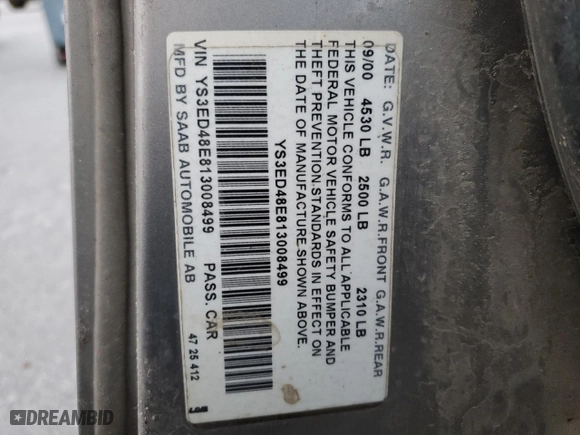 DATE: G.V.W.R. G.A.W.R.FRONT G.A.W.R.REAR
09/00 4530 LB 2500 LB 2310 LB
THIS VEHICLE CONFORMS TO ALL APPLICABLE
FEDERAL MOTOR VEHICLE SAFETY BUMPER AND
THEFT PREVENTION.STANDARDS IN EFFECT ON
THE DATE OF MANUFACTURE SHOWN ABOVE.
YS3ED48E813008499
VIN YS3ED48E813008499 PASS. CAR
MFD BY SAAB AUTOMOBILE AB 47 25 412
DREAMBID